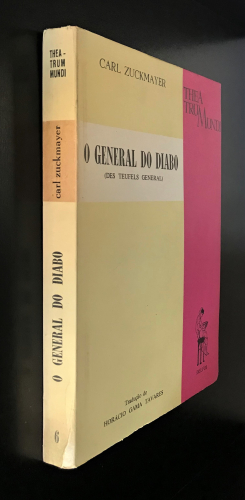 THEA-
TRUM
MUNDI
carl zuckmayer
O GENERAL DO DIABO
6
CARL ZUCKMAYER
O GENERAL DO DIABO
(DES TEUFELS GENERAL)
Tradução de
HORÁCIO GAMA TAVARES
THEA
TRUM
MUNDI